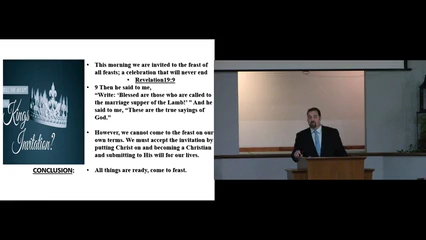 This morning we are invited to the feast of
all feasts; a celebration that will never end
Revelation19:9
9 Then he said to me,
“Write: ‘Blessed are those who are called to
the marriage supper of the Lamb!’ ” And he
said to me, “These are the true sayings of
God.”
King's
Invitation?
However, we cannot come to the feast on our
own terms. We must accept the invitation by
putting Christ on and becoming a Christian
and submitting to His will for our lives.
CONCLUSION:
All things are ready, come to feast.